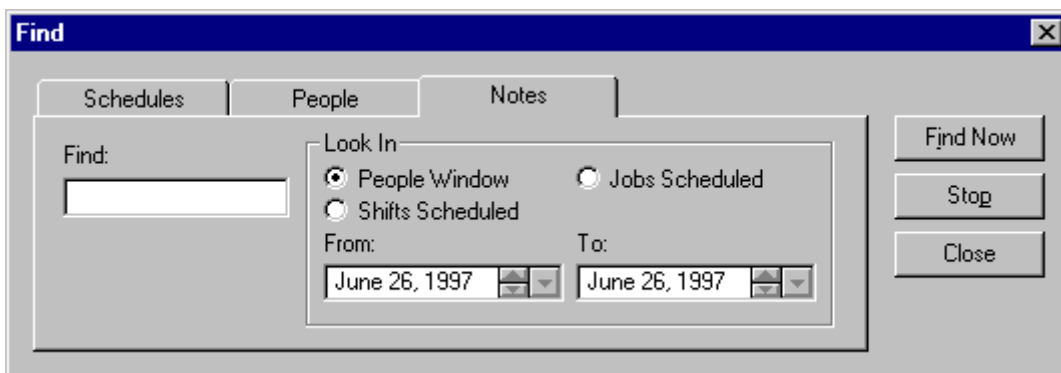 Find
Schedules People Notes
Find:
Look In
People Window Jobs Scheduled
Shifts Scheduled
From: To:
June 26, 1997 June 26, 1997
Find Now
Stop
Close